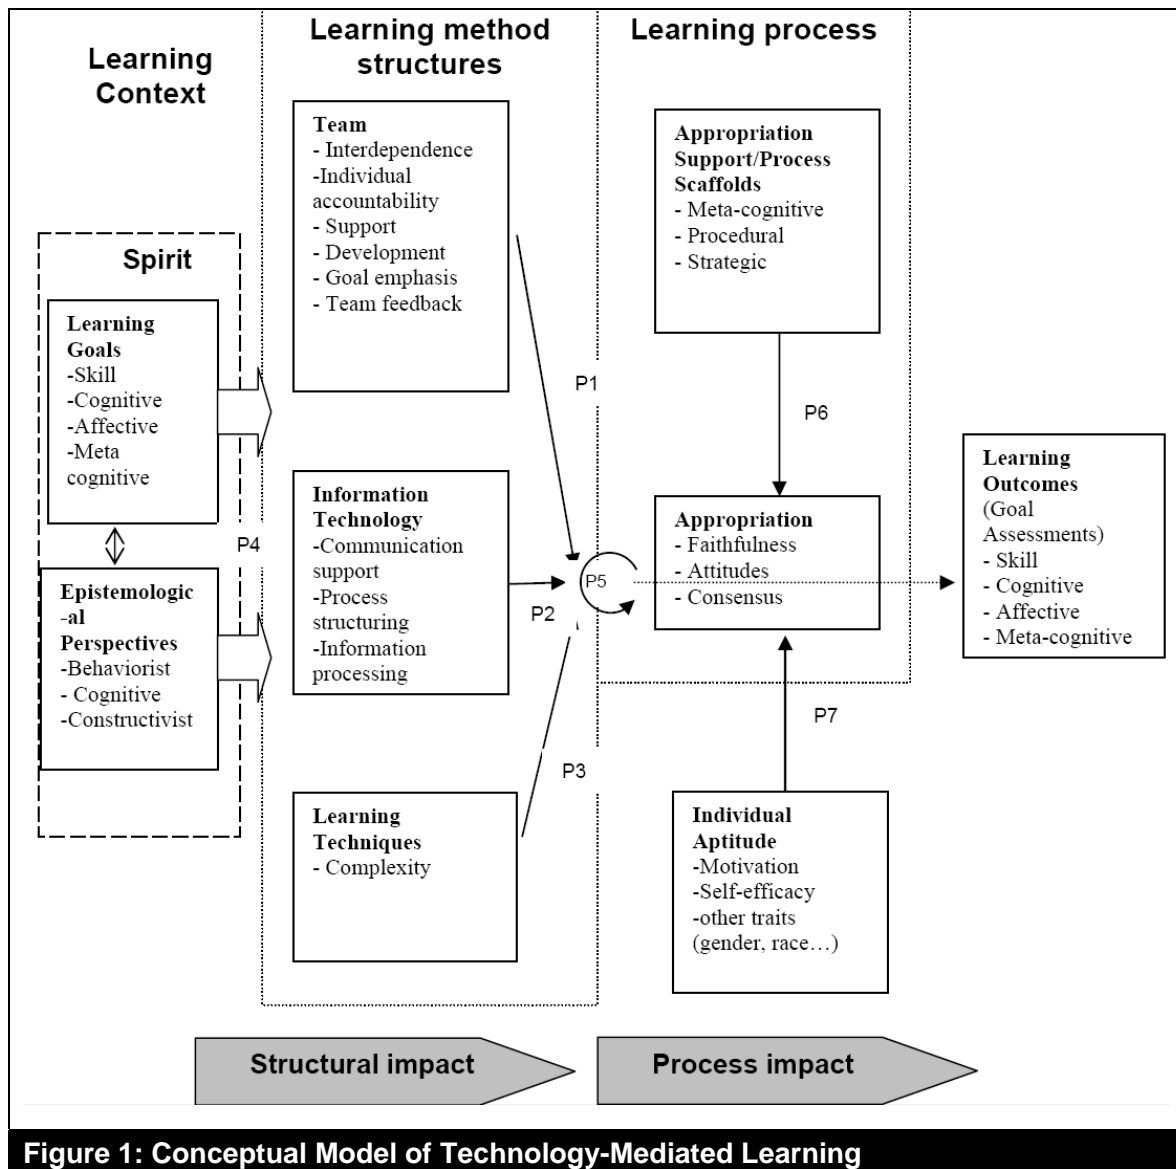 Learning
Context
Learning method
structures
Learning process
Team
- Interdependence
-Individual
accountability
- Support
- Development
- Goal emphasis
- Team feedback
Appropriation
Support/Process
Scaffolds
- Meta-cognitive
- Procedural
- Strategic
Spirit
Learning
Goals
-Skill
-Cognitive
-Affective
-Meta
cognitive
P1
P6
P4
Information
Technology
-Communication
support
-Process
structuring
-Information
processing
P2
P5
Appropriation
- Faithfulness
- Attitudes
- Consensus
Learning
Outcomes
(Goal
Assessments)
- Skill
- Cognitive
- Affective
- Meta-cognitive
Epistemologic
-al
Perspectives
-Behaviorist
- Cognitive
-Constructivist
P7
P3
Learning
Techniques
- Complexity
Individual
Aptitude
-Motivation
-Self-efficacy
-other traits
(gender, race…)
Structural impact
Process impact
Figure 1: Conceptual Model of Technology-Mediated Learning